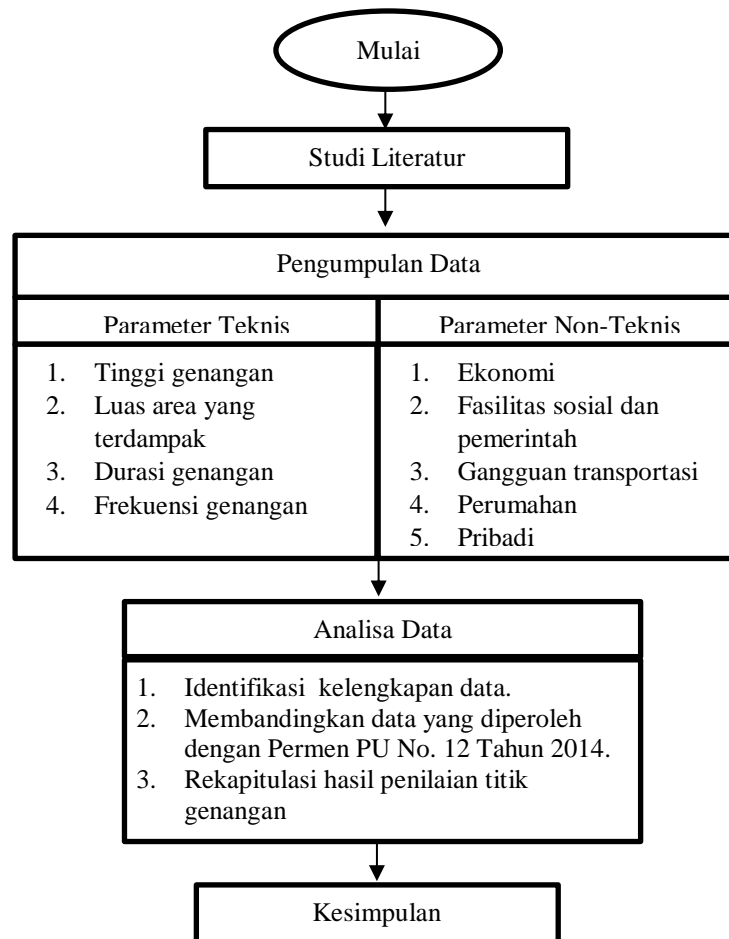 Mulai
Studi Literatur
Pengumpulan Data
Parameter Teknis
1. Tinggi genangan
2. Luas area yang
terdampak
3. Durasi genangan
4. Frekuensi genangan
Parameter Non-Teknis
1. Ekonomi
2. Fasilitas sosial dan
pemerintah
3. Gangguan transportasi
4. Perumahan
5. Pribadi
Analisa Data
1. Identifikasi kelengkapan data.
2. Membandingkan data yang diperoleh
dengan Permen PU No. 12 Tahun 2014.
3. Rekapitulasi hasil penilaian titik
genangan
Kesimpulan